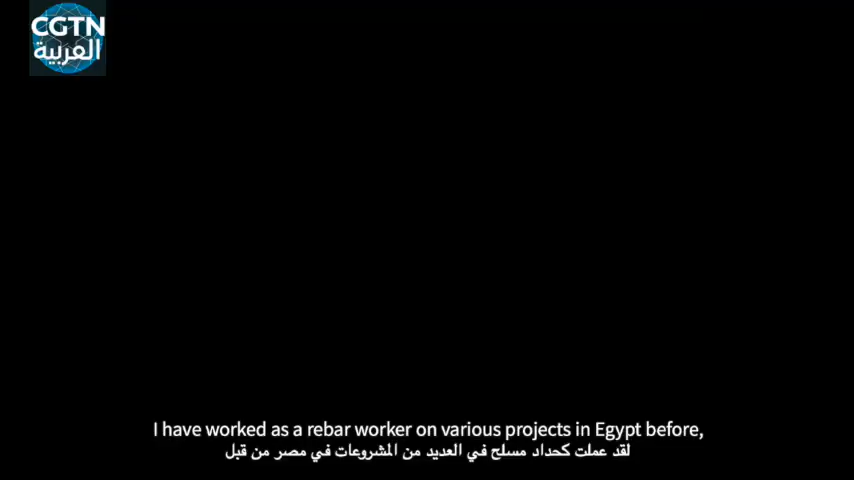 CGTN
العربية
I have worked as a rebar worker on various projects in Egypt before,
لقد عملت كحداد مسلح في العديد من المشروعات في مصر من قبل